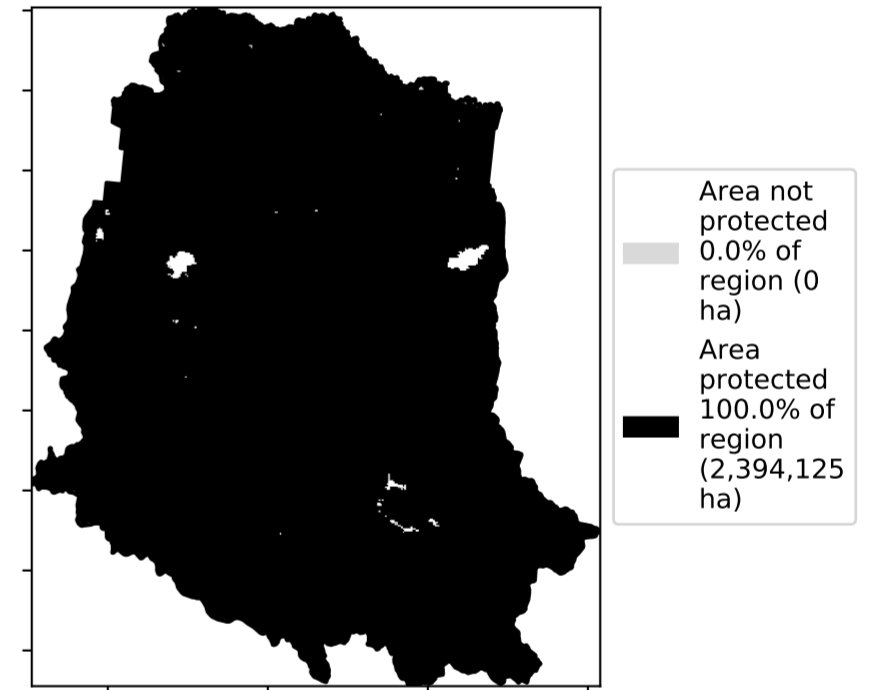 Area not
protected
0.0% of
region (0
ha)
Area
protected
100.0% of
region
(2,394,125
ha)